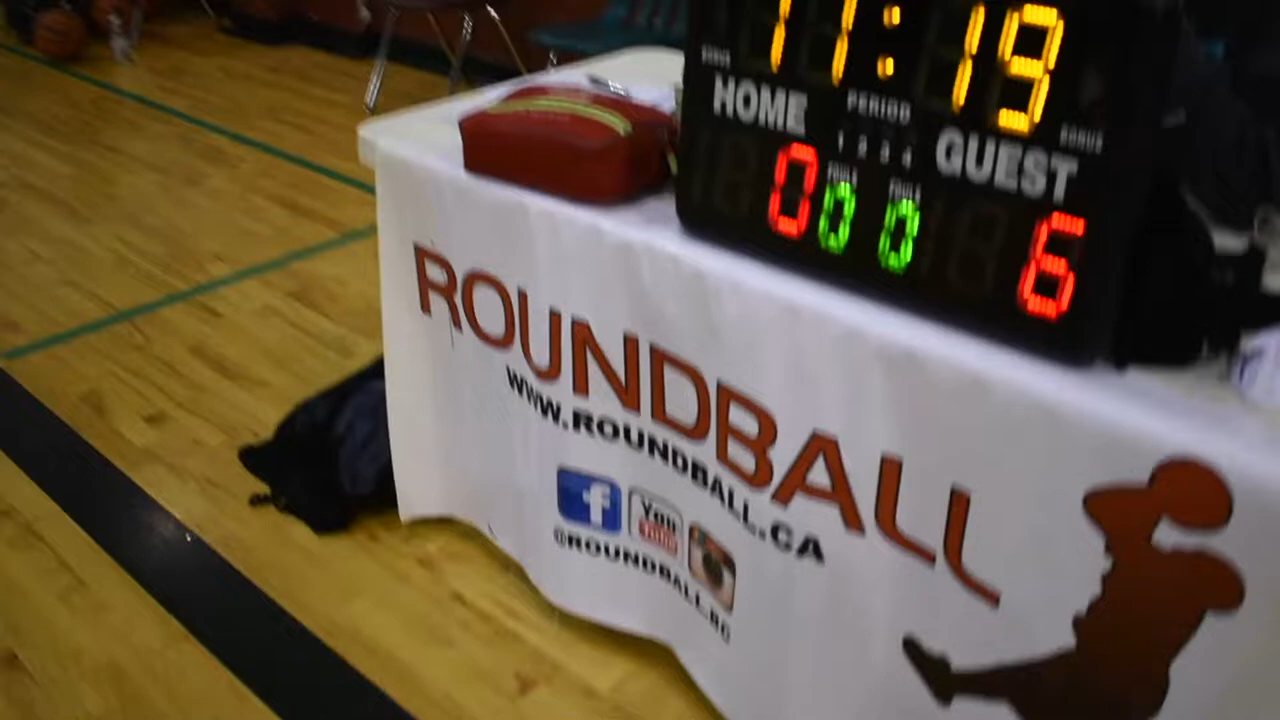 11:19
BONUS
HOME
PERIOD
BONUS
1 2 3 4
GUEST
FOULS
FOULS
0
0
0
6
ROUNDBALL
WWW.ROUNDBALL.CA
f
You
Tube
@ROUNDBALL.BC